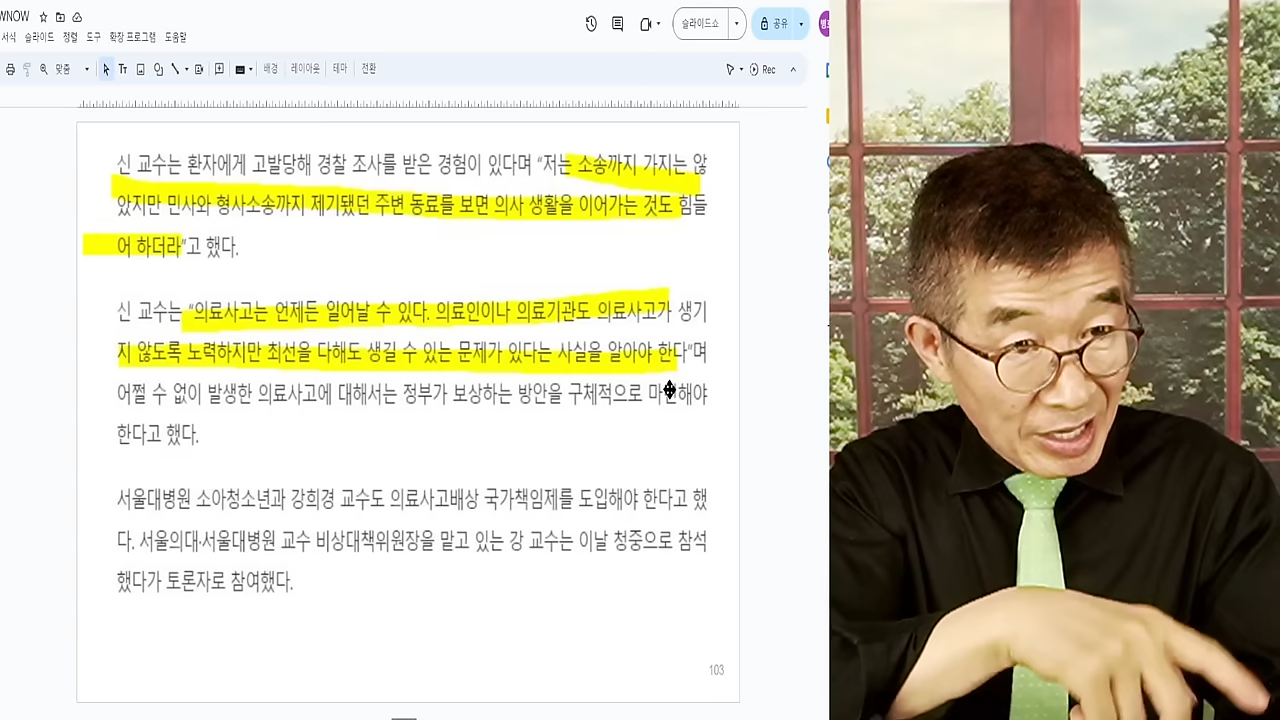 WNOW
서식 슬라이드 정렬 도구 확장 프로그램 도움말
슬라이드쇼
공유
맞춤
Tт
배경 레이아웃 테마 전환
Rec
신 교수는 환자에게 고발당해 경찰 조사를 받은 경험이 있다며 “저는 소송까지 가지는 않
았지만 민사와 형사소송까지 제기됐던 주변 동료를 보면 의사 생활을 이어가는 것도 힘들
어 하더라”고 했다.
신 교수는 “의료사고는 언제든 일어날 수 있다. 의료인이나 의료기관도 의료사고가 생기
지 않도록 노력하지만 최선을 다해도 생길 수 있는 문제가 있다는 사실을 알아야 한다”며
어쩔 수 없이 발생한 의료사고에 대해서는 정부가 보상하는 방안을 구체적으로 마련해야
한다고 했다.
서울대병원 소아청소년과 강희경 교수도 의료사고배상 국가책임제를 도입해야 한다고 했
다. 서울의대·서울대병원 교수 비상대책위원장을 맡고 있는 강 교수는 이날 청중으로 참석
했다가 토론자로 참여했다.
103